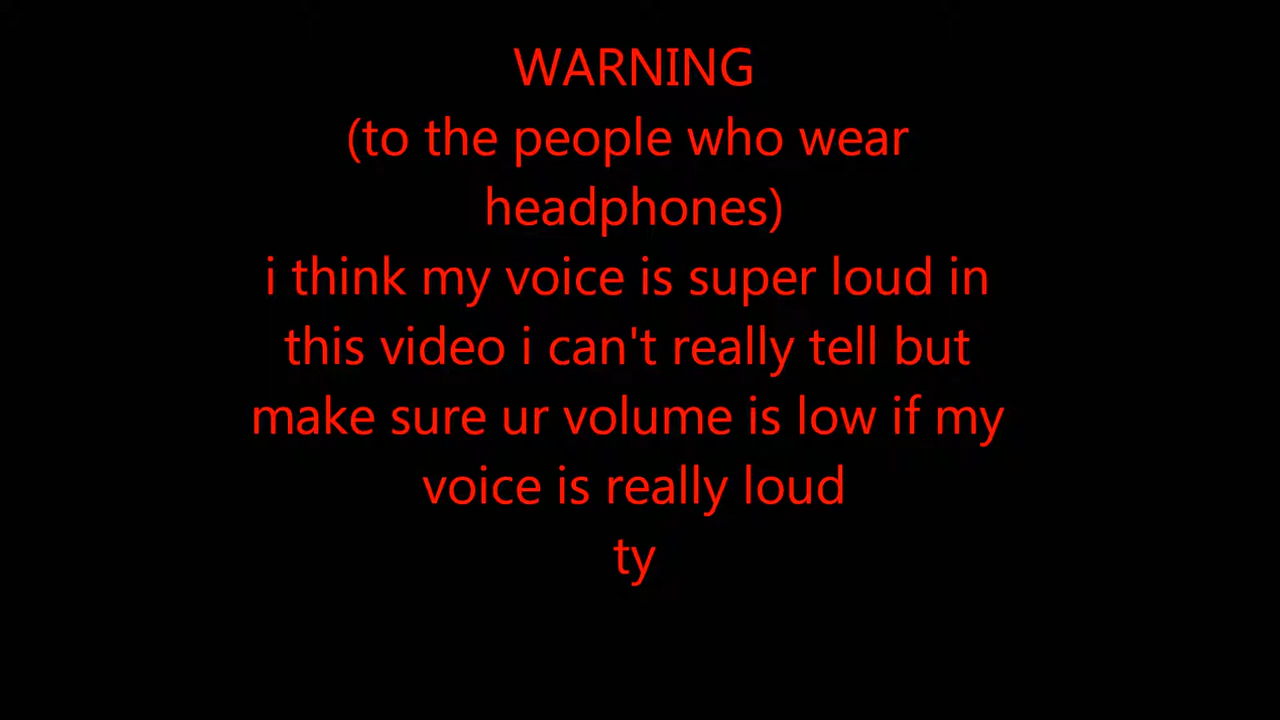 WARNING
(to the people who wear
headphones)
i think my voice is super loud in
this video i can't really tell but
make sure ur volume is low if my
voice is really loud
ty